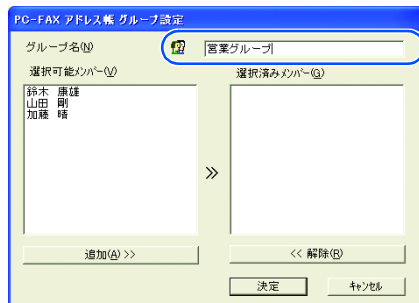 PC-FAX アドレス帳 グループ設定
グループ名(N)
営業グループ
選択可能メンバー(V)
選択済みメンバー(G)
鈴木 康雄
山田 剛
加藤 晴
»
追加(A) >>
<< 解除(R)
決定
キャンセル